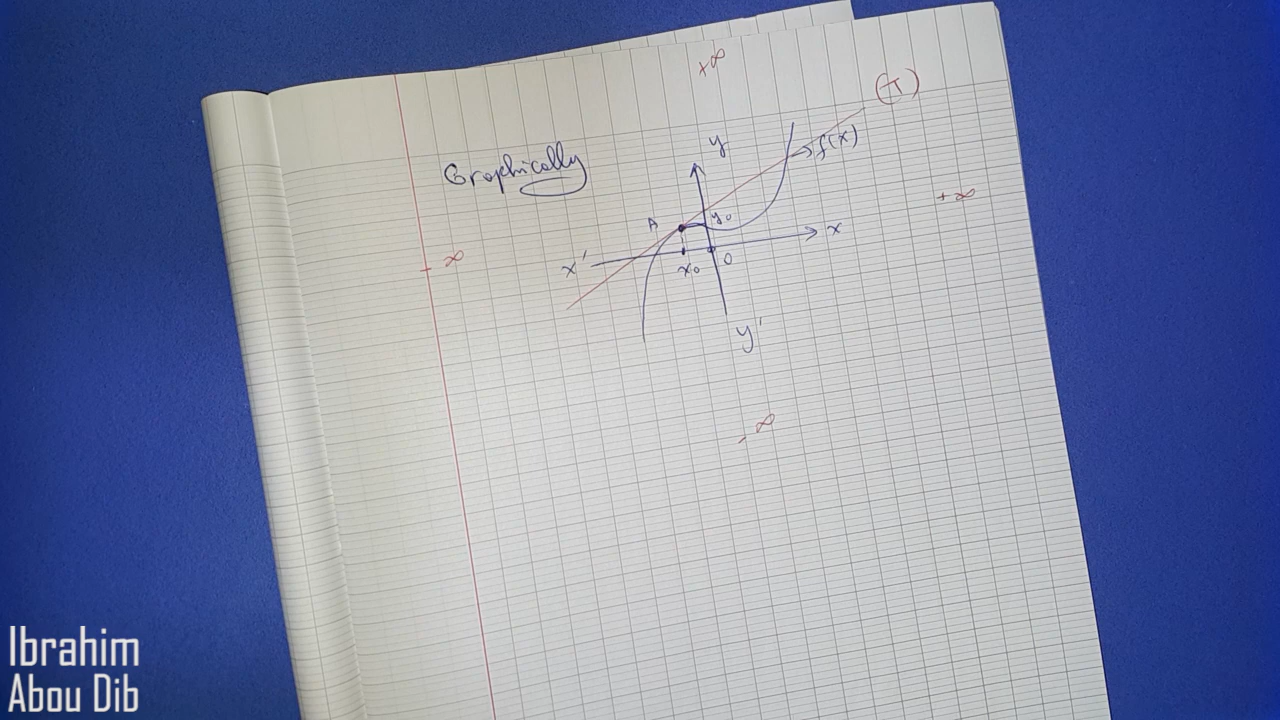 +∞
(T)
y
f(x)
Graphically
+∞
A
y₀
x
- ∞
x'
x₀
0
y'
- ∞
Ibrahim
Abou Dib